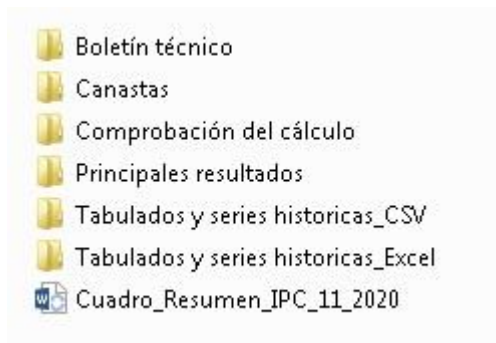 Boletín técnico
Canastas
Comprobación del cálculo
Principales resultados
Tabulados y series historicas_CSV
Tabulados y series historicas_Excel
Cuadro_Resumen_IPC_11_2020